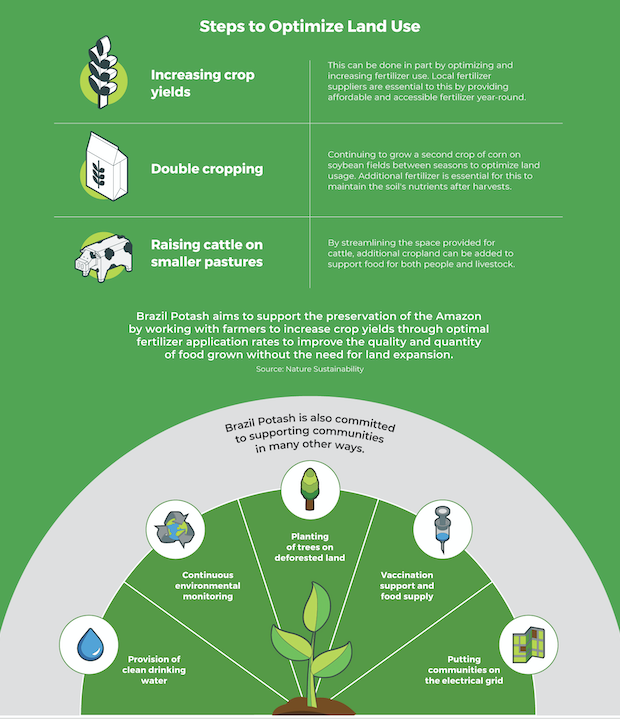 Steps to Optimize Land Use
Increasing crop
yields
This can be done in part by optimizing and
increasing fertilizer use. Local fertilizer
suppliers are essential to this by providing
affordable and accessible fertilizer year-round.
Double cropping
Continuing to grow a second crop of corn on
soybean fields between seasons to optimize land
usage. Additional fertilizer is essential for this to
maintain the soil's nutrients after harvests.
Raising cattle on
smaller pastures
By streamlining the space provided for
cattle, additional cropland can be added to
support food for both people and livestock.
Brazil Potash aims to support the preservation of the Amazon
by working with farmers to increase crop yields through optimal
fertilizer application rates to improve the quality and quantity
of food grown without the need for land expansion.
Source: Nature Sustainability
Brazil Potash is also committed
to supporting communities
in many other ways.
Provision of
clean drinking
water
Continuous
environmental
monitoring
Planting
of trees on
deforested land
Vaccination
support and
food supply
Putting
communities on
the electrical grid